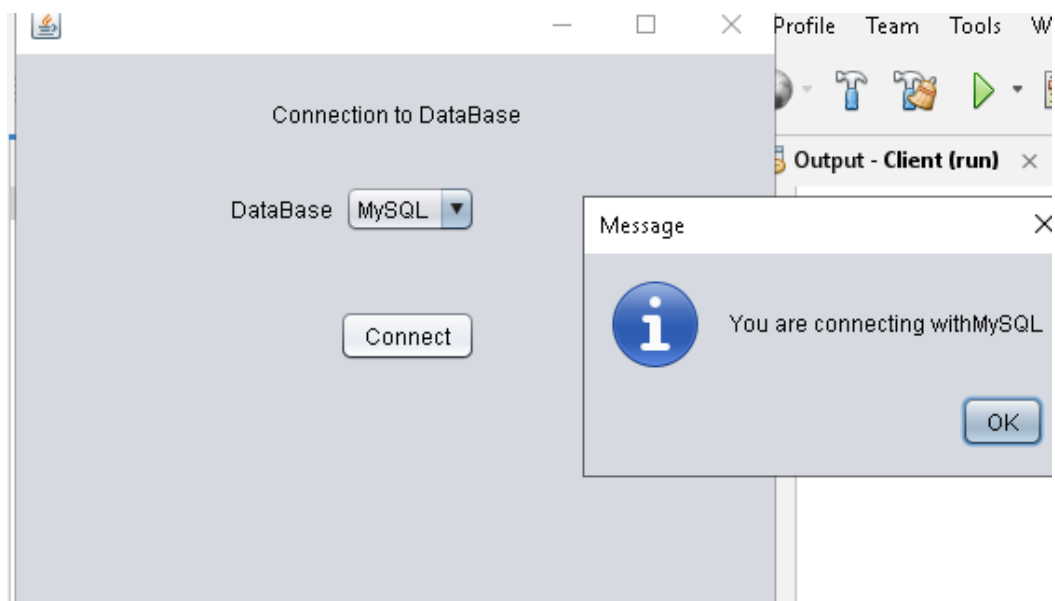 Profile Team Tools
Connection to DataBase
Output - Client (run)
DataBase MySQL
Message
You are connecting withMySQL
Connect
OK